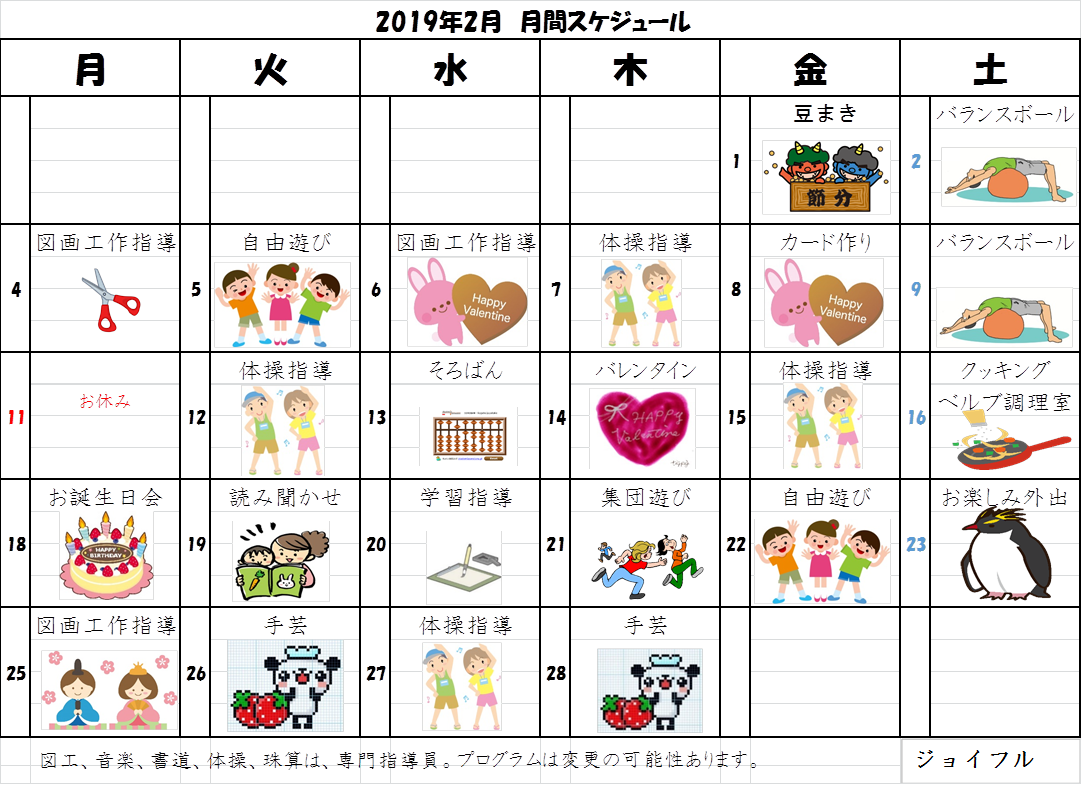 2019年2月　月間スケジュール
月 火 水 木 金 土
1 豆まき
節分
2 バランスボール
4 図画工作指導
5 自由遊び
6 図画工作指導
Happy
Valentine
7 体操指導
8 カード作り
Happy
Valentine
9 バランスボール
11 お休み
12 体操指導
13 そろばん
14 バレンタイン
HAPPY
Valentine
15 体操指導
16 クッキング
ベルブ調理室
18 お誕生日会
HAPPY
BIRTHDAY
19 読み聞かせ
20 学習指導
21 集団遊び
22 自由遊び
23 お楽しみ外出
25 図画工作指導
26 手芸
27 体操指導
28 手芸
図工、音楽、書道、体操、珠算は、専門指導員。プログラムは変更の可能性あります。
ジョイフル